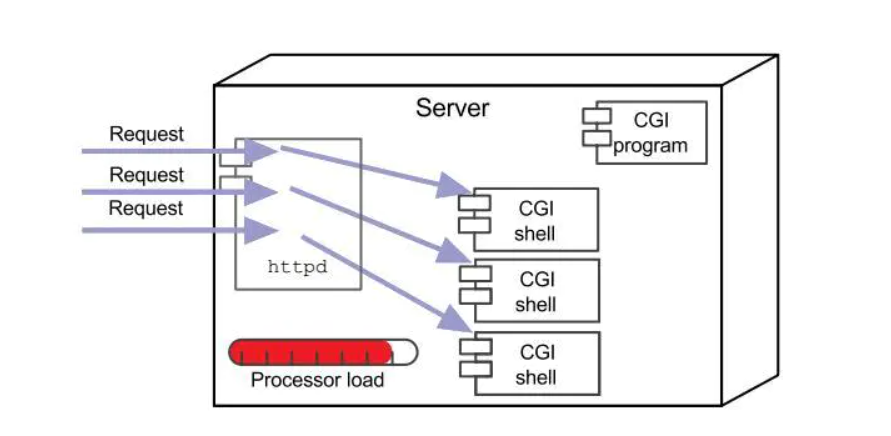 Server
CGI
program
Request
Request
Request
httpd
CGI
shell
CGI
shell
CGI
shell
Processor load